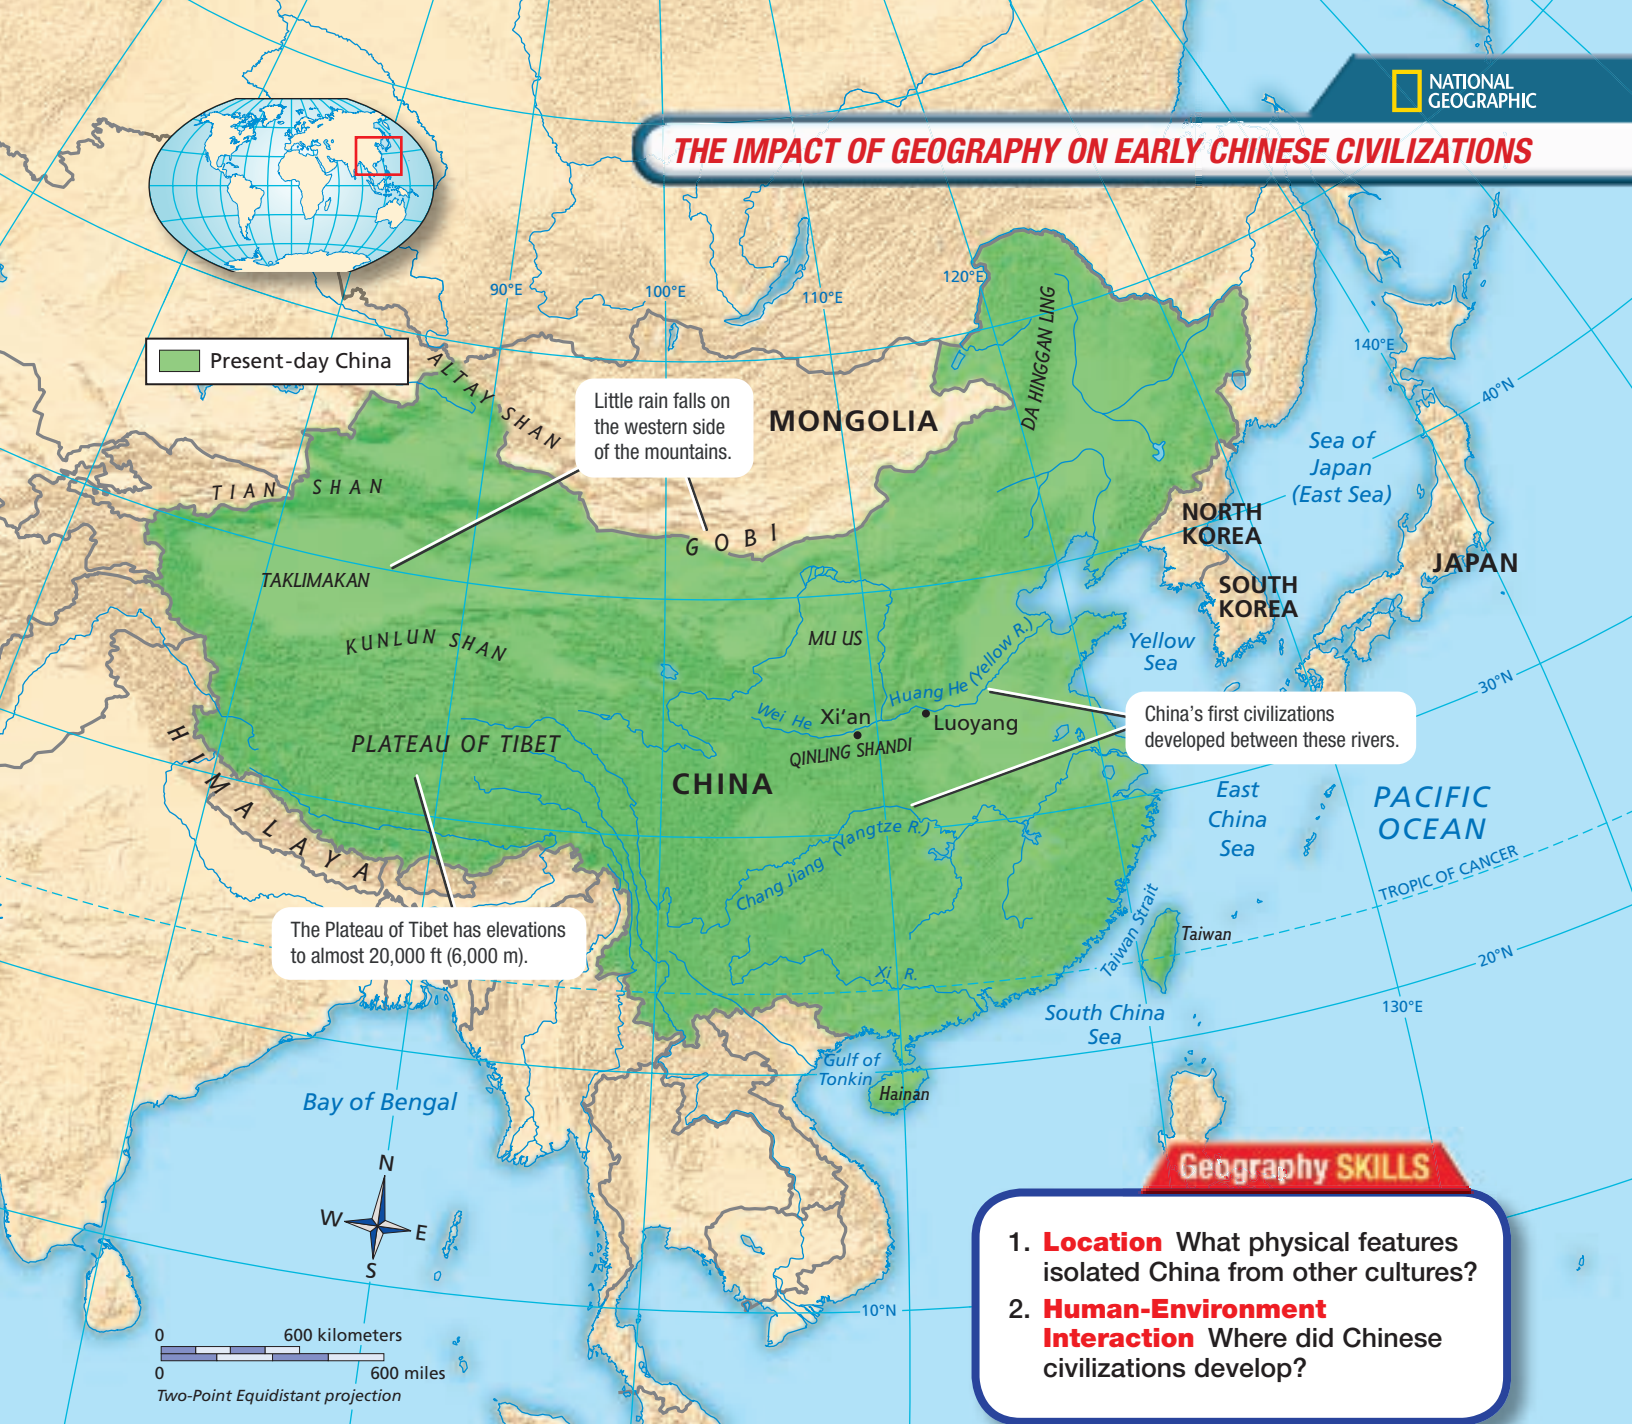 NATIONAL
GEOGRAPHIC
THE IMPACT OF GEOGRAPHY ON EARLY CHINESE CIVILIZATIONS
90°E
100°E
110°E
120°E
140°E
40°N
Present-day China
ALTAY SHAN
Little rain falls on
the western side
of the mountains.
MONGOLIA
DA HINGGAN LING
Sea of
Japan
(East Sea)
TIAN SHAN
GOBI
NORTH
KOREA
JAPAN
TAKLIMAKAN
SOUTH
KOREA
KUNLUN SHAN
MU US
Yellow
Sea
30°N
Huang He (Yellow R.)
Wei He
Xi‘an
Luoyang
QINLING SHANDI
China’s first civilizations
developed between these rivers.
HIMALAYA
PLATEAU OF TIBET
CHINA
East
China
Sea
PACIFIC
OCEAN
Chang Jiang (Yangtze R.)
TROPIC OF CANCER
The Plateau of Tibet has elevations
to almost 20,000 ft (6,000 m).
Taiwan Strait
Taiwan
20°N
Xi R.
130°E
South China
Sea
Gulf of
Tonkin
Hainan
Bay of Bengal
N
W
E
S
10°N
0
600 kilometers
0
600 miles
Two-Point Equidistant projection
Geography SKILLS
1. Location What physical features
isolated China from other cultures?
2. Human-Environment
Interaction Where did Chinese
civilizations develop?